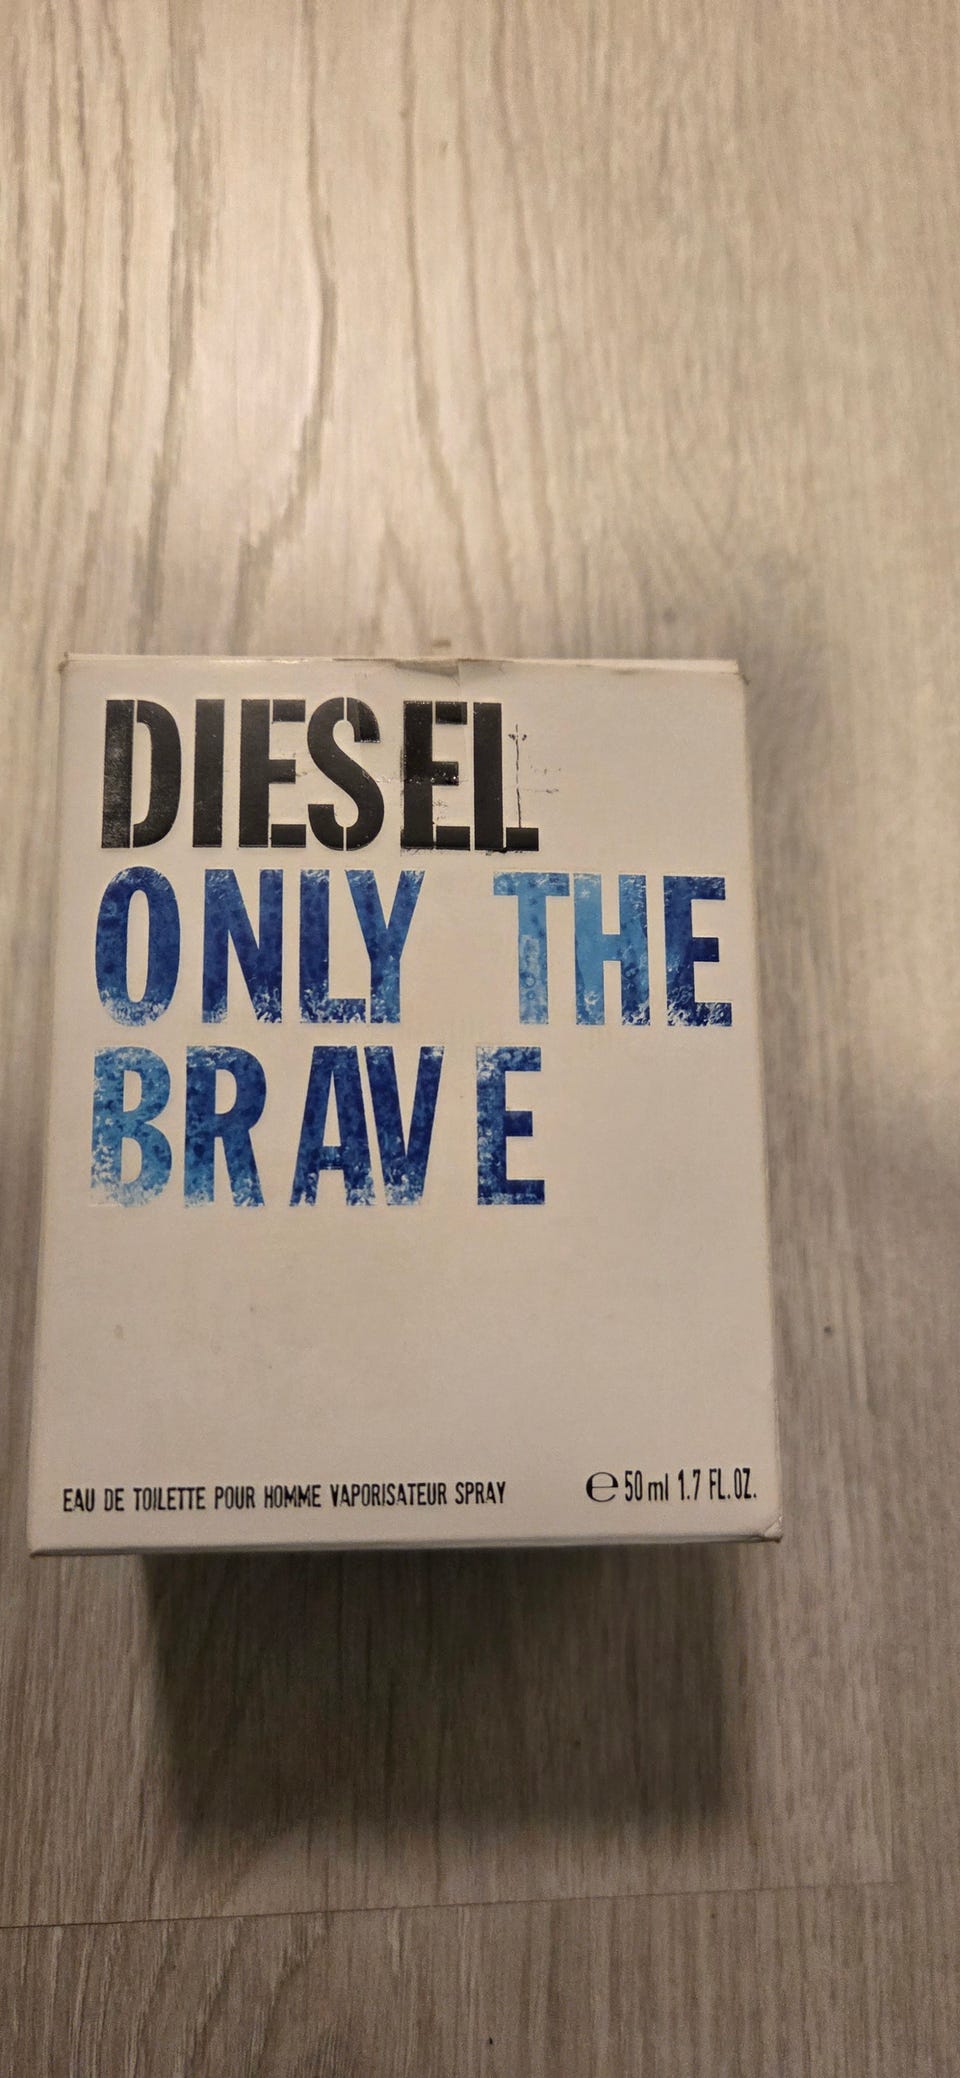 DIESEL
ONLY THE
BRAVE
EAU DE TOILETTE POUR HOMME VAPORISATEUR SPRAY
℮ 50 ml 1.7 FL.OZ.